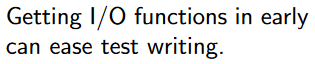 Getting I/O functions in early
can ease test writing.